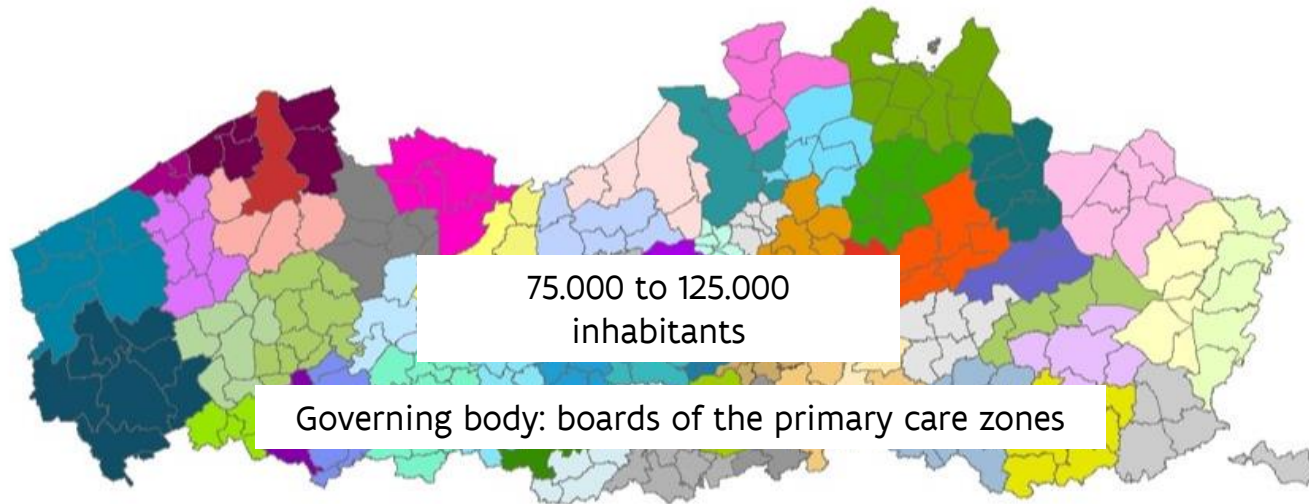 75.000 to 125.000
inhabitants
Governing body: boards of the primary care zones